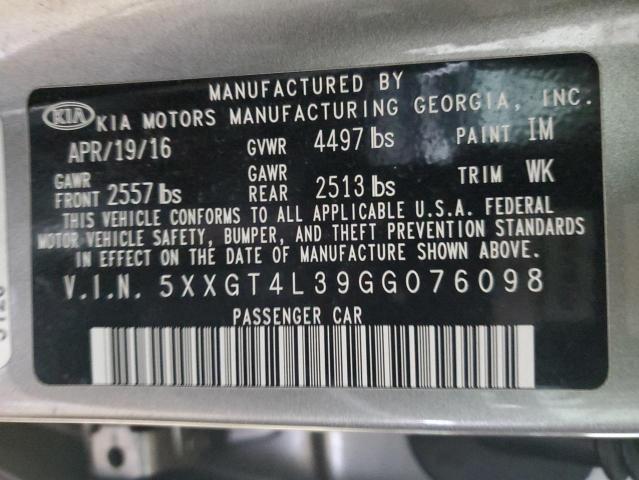 MANUFACTURED BY
KIA KIA MOTORS MANUFACTURING GEORGIA, INC.
APR/19/16 GVWR 4497 lbs PAINT IM
GAWR FRONT 2557 lbs GAWR REAR 2513 lbs TRIM WK
THIS VEHICLE CONFORMS TO ALL APPLICABLE U.S.A. FEDERAL
MOTOR VEHICLE SAFETY, BUMPER, AND THEFT PREVENTION STANDARDS
IN EFFECT ON THE DATE OF MANUFACTURE SHOWN ABOVE.
V.I.N. 5XXGT4L39GG076098
PASSENGER CAR